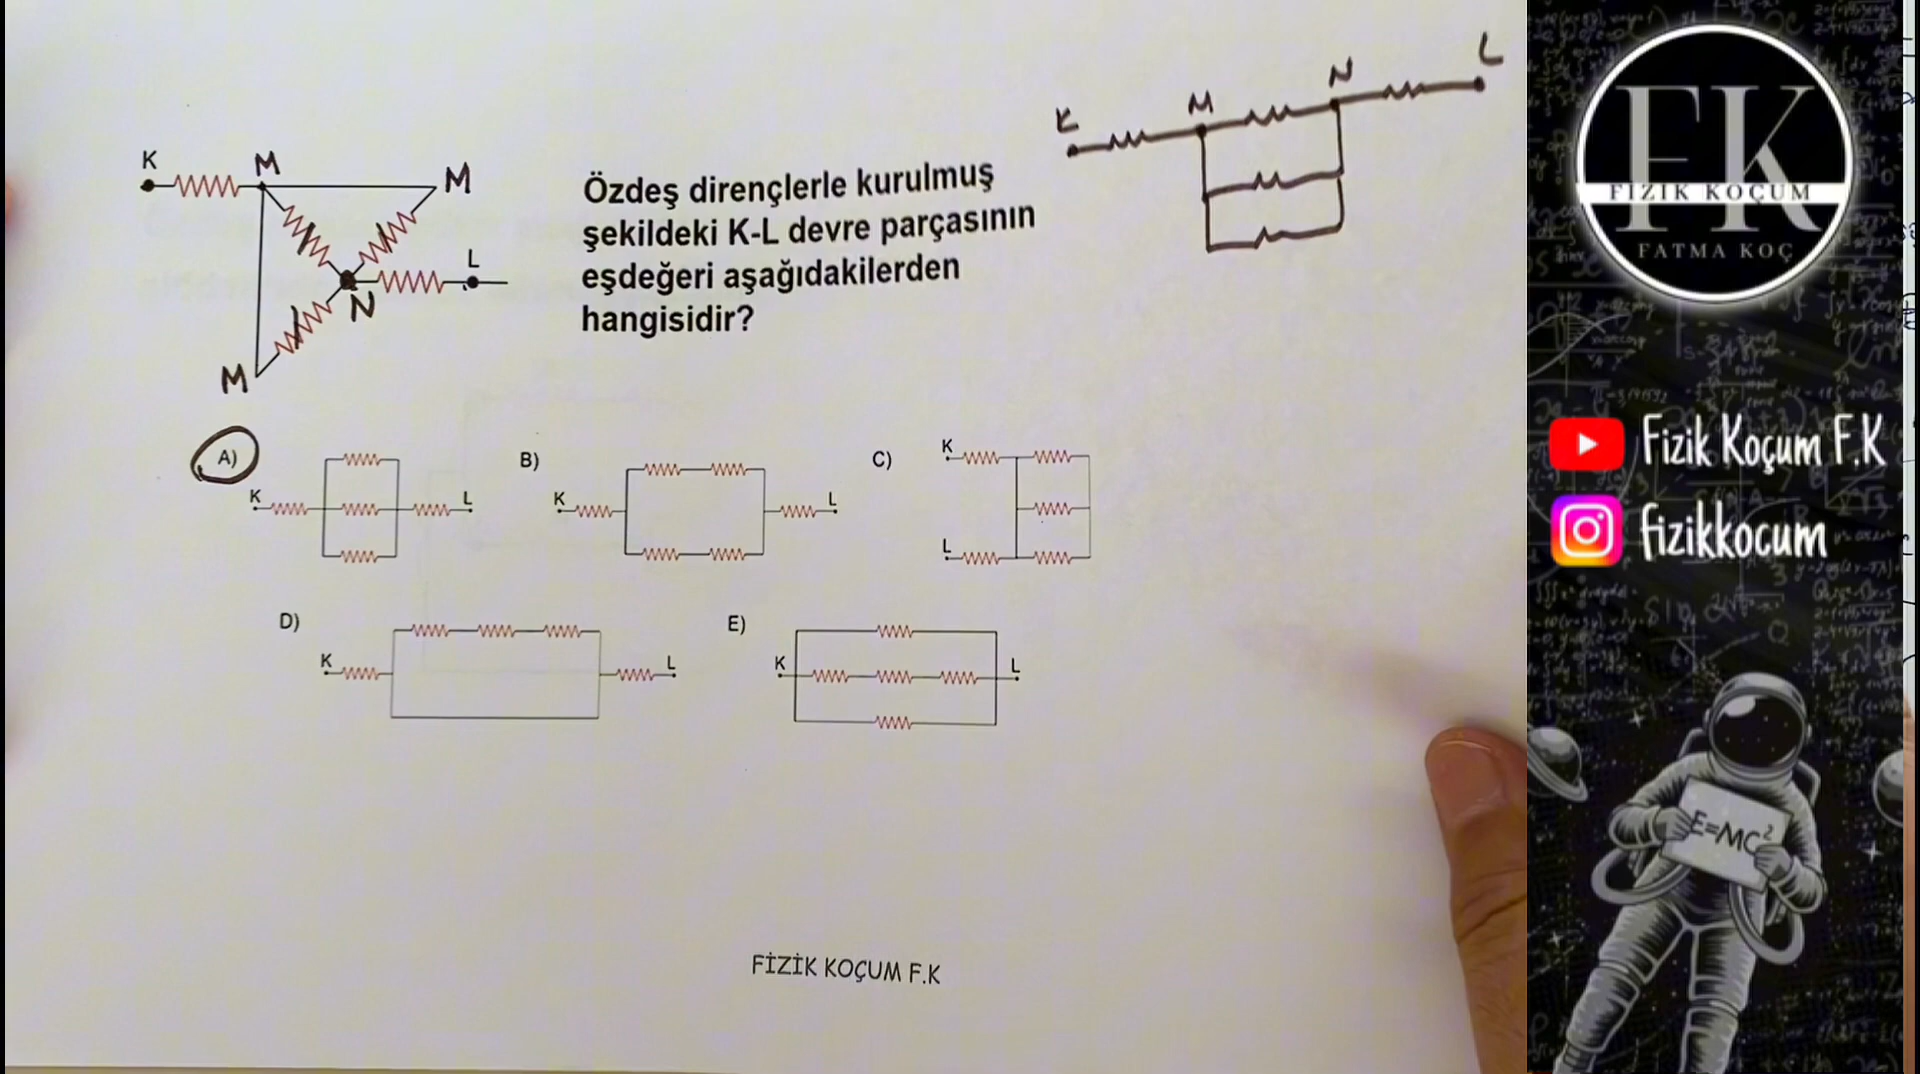 K
M
M
L
N
M
Özdeş dirençlerle kurulmuş
şekildeki K-L devre parçasının
eşdeğeri aşağıdakilerden
hangisidir?
K
M
N
L
A)
K
L
B)
K
L
C)
K
L
D)
K
L
E)
K
L
FİZİK KOÇUM F.K
FK
FİZİK KOÇUM
FATMA KOÇ
Fizik Koçum F.K
fizikkocum
E=MC²